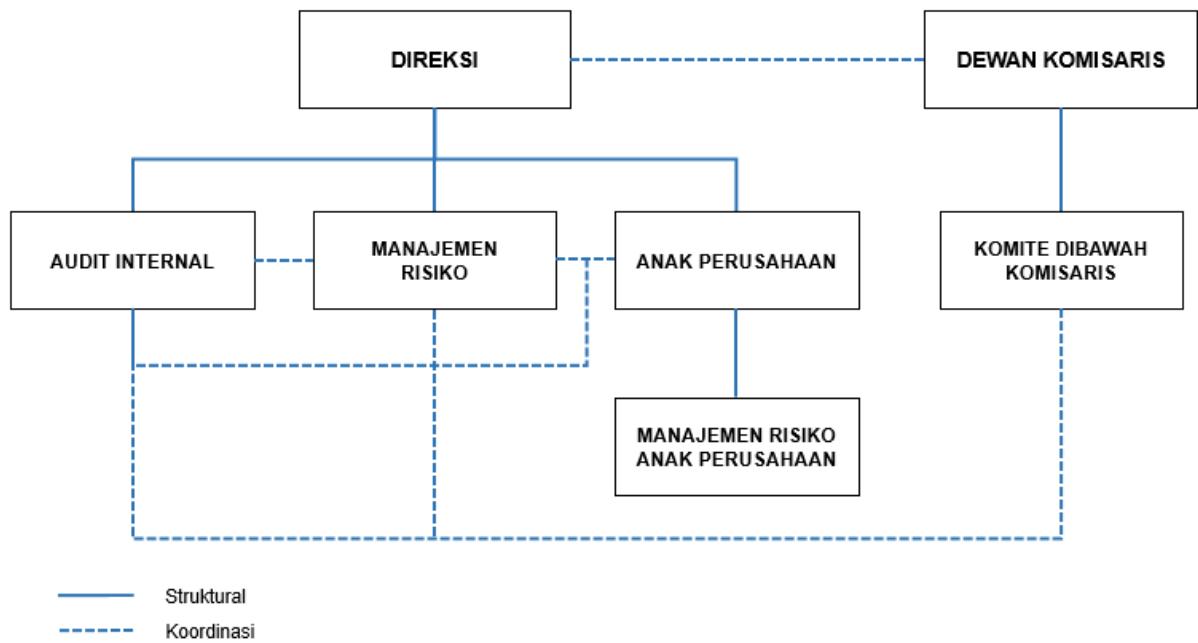 DIREKSI
DEWAN KOMISARIS
AUDIT INTERNAL
MANAJEMEN
RISIKO
ANAK PERUSAHAAN
KOMITE DIBAWAH
KOMISARIS
MANAJEMEN RISIKO
ANAK PERUSAHAAN
Struktural
Koordinasi